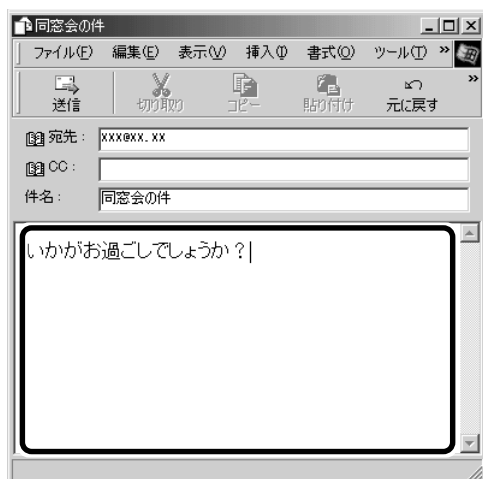 同窓会の件
ファイル(F) 編集(E) 表示(V) 挿入(I) 書式(O) ツール(T) »
送信 切り取り コピー 貼り付け 元に戻す »
宛先: xxx@xx.xx
CC:
件名: 同窓会の件
いかがお過ごしでしょうか?